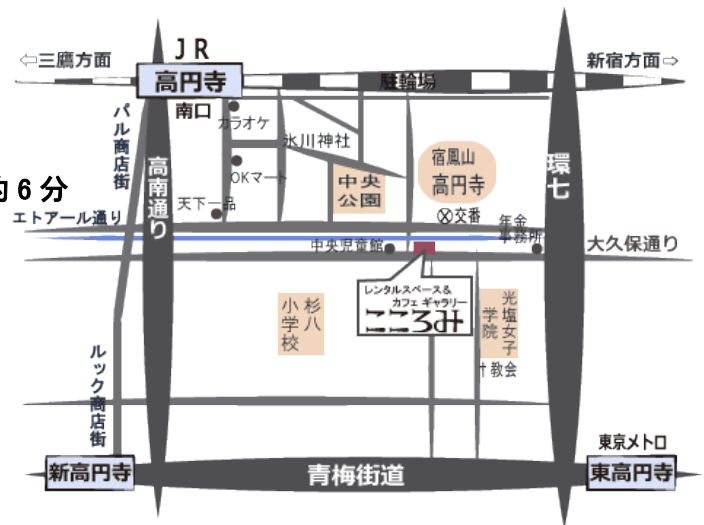 JR
⇦三鷹方面
高円寺
駐輪場
新宿方面⇨
南口
パル商店街
カラオケ
氷川神社
宿鳳山
高円寺
環七
高南通り
OKマート
中央
公園
約6分
天下一品
エトアール通り
交番
年金
事務所
中央児童館
大久保通り
レンタルスペース&
カフェ ギャラリー
こころみ
杉八
小学校
光塩女子
学院
教会
ルック商店街
東京メトロ
新高円寺
青梅街道
東高円寺